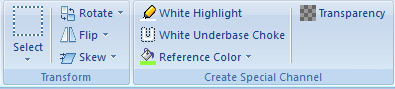 Select
Rotate
Flip
Skew
Transform
White Highlight
White Underbase Choke
Reference Color
Transparency
Create Special Channel